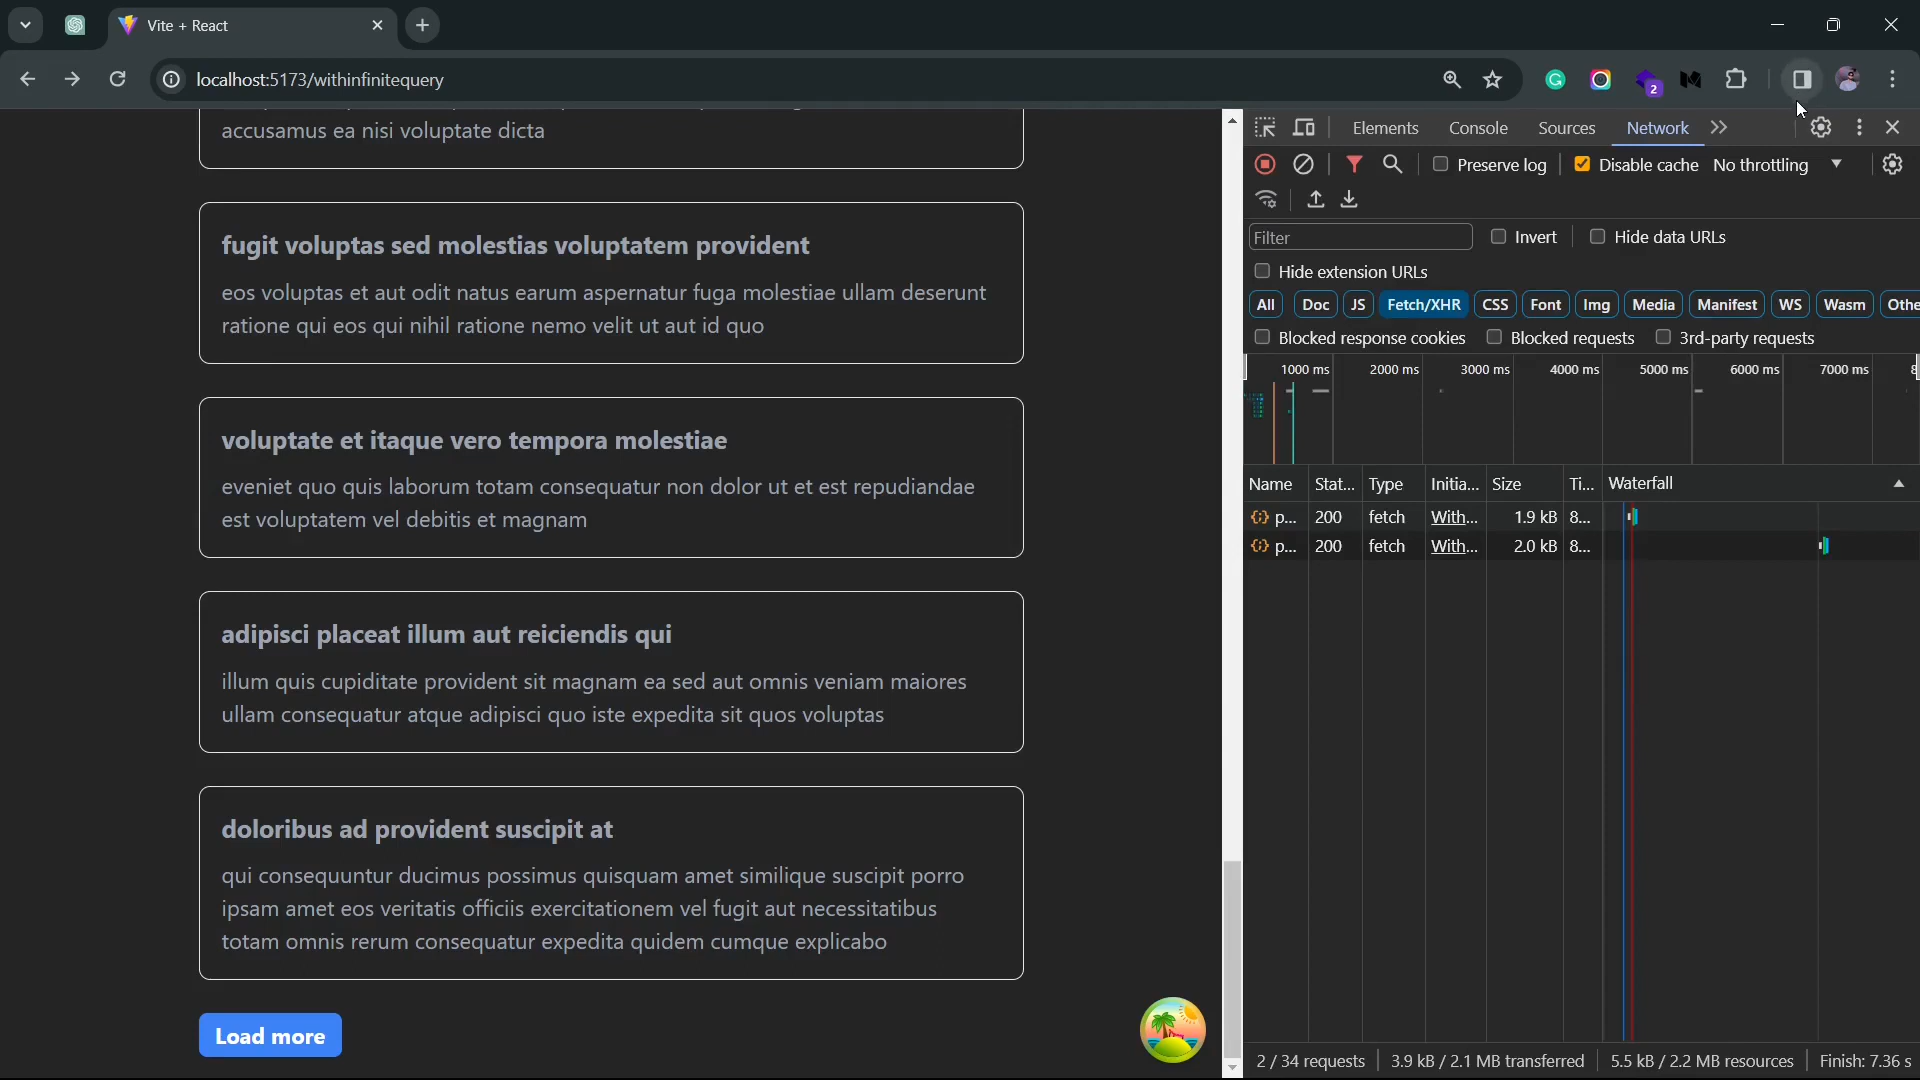 Vite + React
localhost:5173/withinfinitequery
2
accusamus ea nisi voluptate dicta
fugit voluptas sed molestias voluptatem provident
eos voluptas et aut odit natus earum aspernatur fuga molestiae ullam deserunt
ratione qui eos qui nihil ratione nemo velit ut aut id quo
voluptate et itaque vero tempora molestiae
eveniet quo quis laborum totam consequatur non dolor ut et est repudiandae
est voluptatem vel debitis et magnam
adipisci placeat illum aut reiciendis qui
illum quis cupiditate provident sit magnam ea sed aut omnis veniam maiores
ullam consequatur atque adipisci quo iste expedita sit quos voluptas
doloribus ad provident suscipit at
qui consequuntur ducimus possimus quisquam amet similique suscipit porro
ipsam amet eos veritatis officiis exercitationem vel fugit aut necessitatibus
totam omnis rerum consequatur expedita quidem cumque explicabo
Load more
Elements Console Sources Network
Preserve log Disable cache No throttling
Filter Invert Hide data URLs
Hide extension URLs
All Doc JS Fetch/XHR CSS Font Img Media Manifest WS Wasm Othe
Blocked response cookies Blocked requests 3rd-party requests
1000 ms 2000 ms 3000 ms 4000 ms 5000 ms 6000 ms 7000 ms
Name Stat... Type Initia... Size Ti... Waterfall
p... 200 fetch With... 1.9 kB 8...
p... 200 fetch With... 2.0 kB 8...
2 / 34 requests 3.9 kB / 2.1 MB transferred 5.5 kB / 2.2 MB resources Finish: 7.36 s